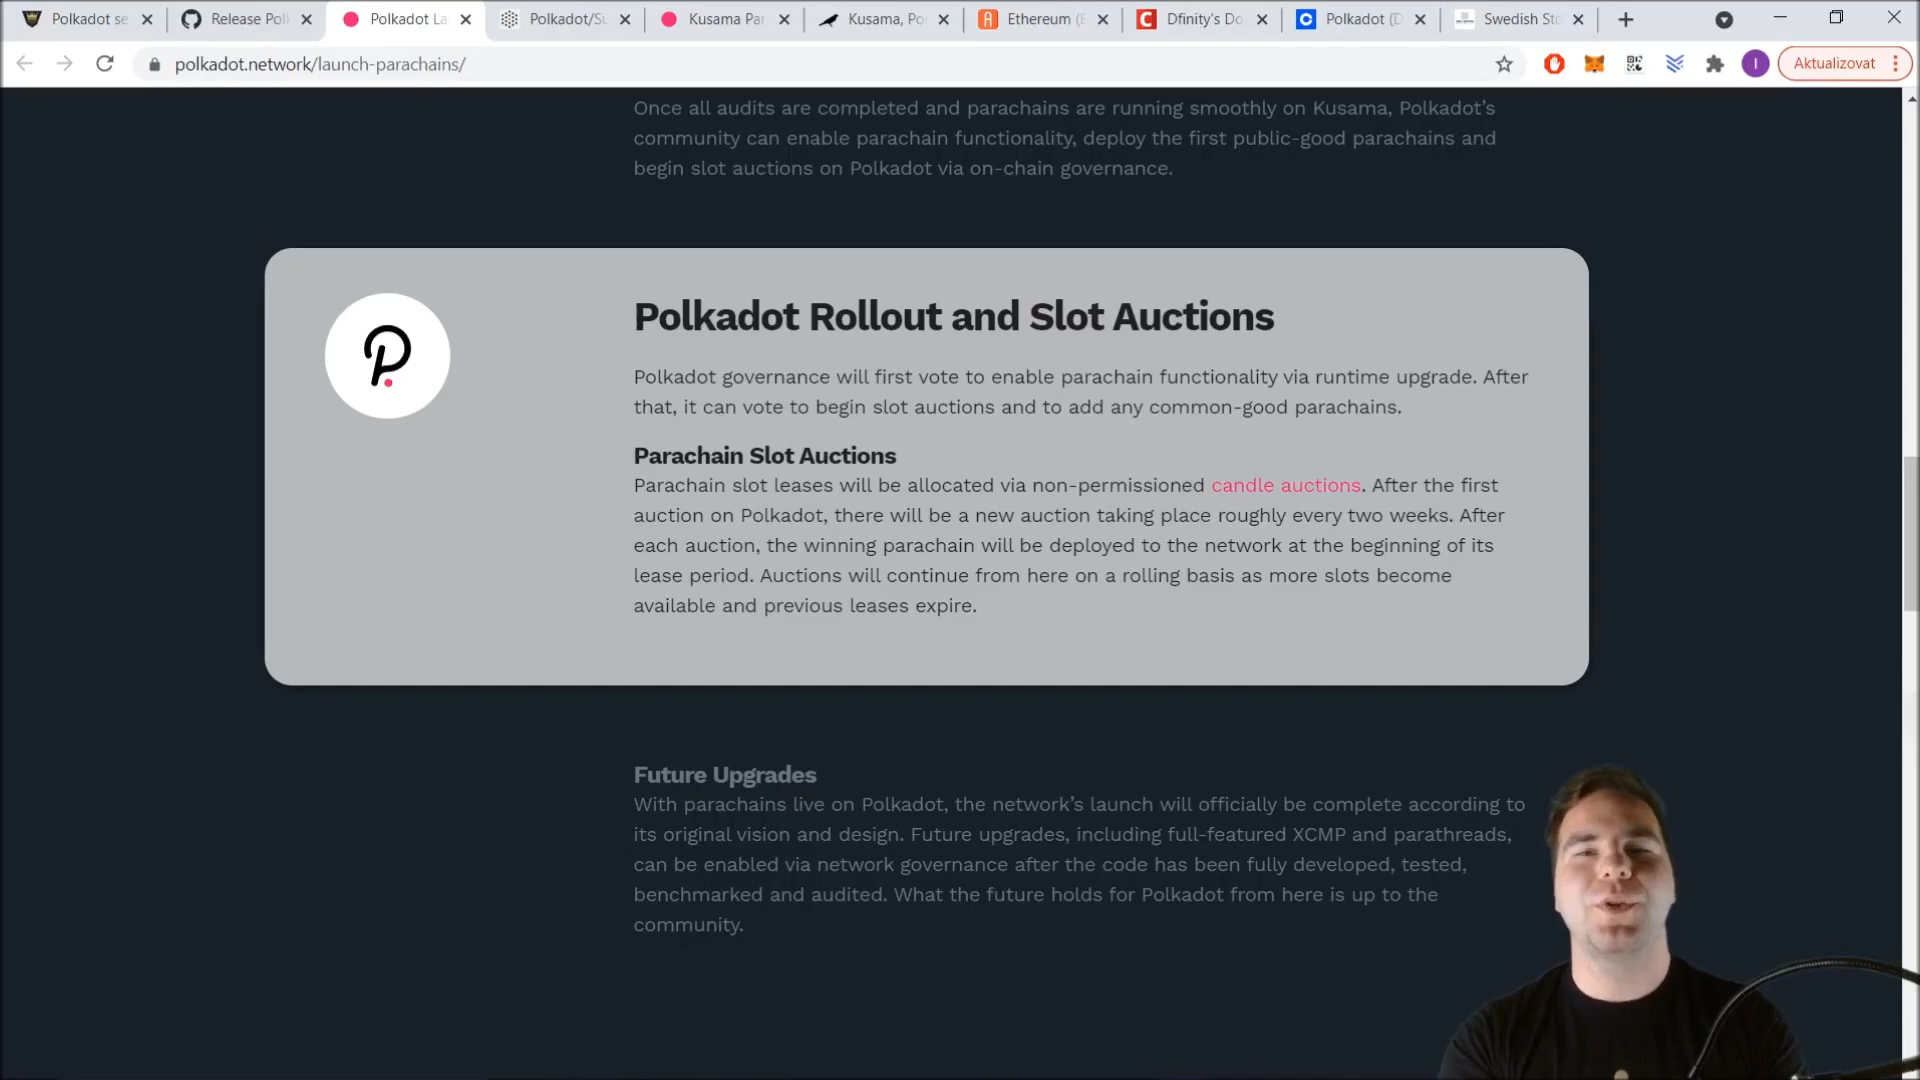 Polkadot se
Release Polk
Polkadot La
Polkadot/Su
Kusama Par
Kusama, Po
Ethereum (E
Dfinity's Do
Polkadot (D
Swedish Sto
polkadot.network/launch-parachains/
I
Aktualizovat
Once all audits are completed and parachains are running smoothly on Kusama, Polkadot's
community can enable parachain functionality, deploy the first public-good parachains and
begin slot auctions on Polkadot via on-chain governance.
Polkadot Rollout and Slot Auctions
Polkadot governance will first vote to enable parachain functionality via runtime upgrade. After
that, it can vote to begin slot auctions and to add any common-good parachains.
Parachain Slot Auctions
Parachain slot leases will be allocated via non-permissioned candle auctions. After the first
auction on Polkadot, there will be a new auction taking place roughly every two weeks. After
each auction, the winning parachain will be deployed to the network at the beginning of its
lease period. Auctions will continue from here on a rolling basis as more slots become
available and previous leases expire.
Future Upgrades
With parachains live on Polkadot, the network's launch will officially be complete according to
its original vision and design. Future upgrades, including full-featured XCMP and parathreads,
can be enabled via network governance after the code has been fully developed, tested,
benchmarked and audited. What the future holds for Polkadot from here is up to the
community.